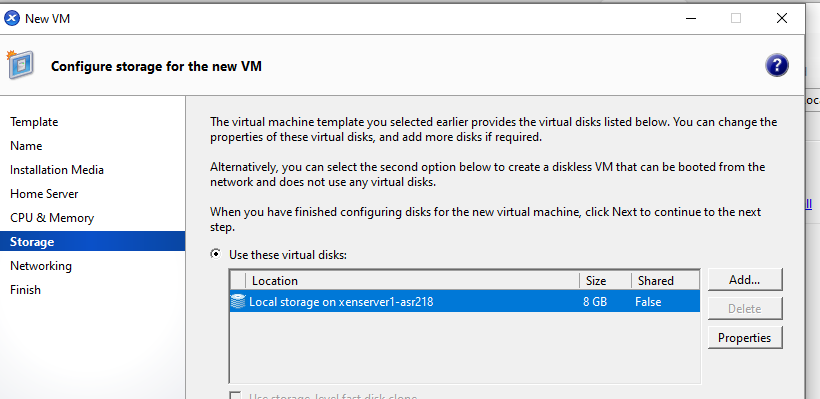 New VM
Configure storage for the new VM
?
Template
Name
Installation Media
Home Server
CPU & Memory
Storage
Networking
Finish
The virtual machine template you selected earlier provides the virtual disks listed below. You can change the
properties of these virtual disks, and add more disks if required.
Alternatively, you can select the second option below to create a diskless VM that can be booted from the
network and does not use any virtual disks.
When you have finished configuring disks for the new virtual machine, click Next to continue to the next
step.
Use these virtual disks:
Location Size Shared
Local storage on xenserver1-asr218 8 GB False
Add...
Delete
Properties
Use storage-level fast disk clone